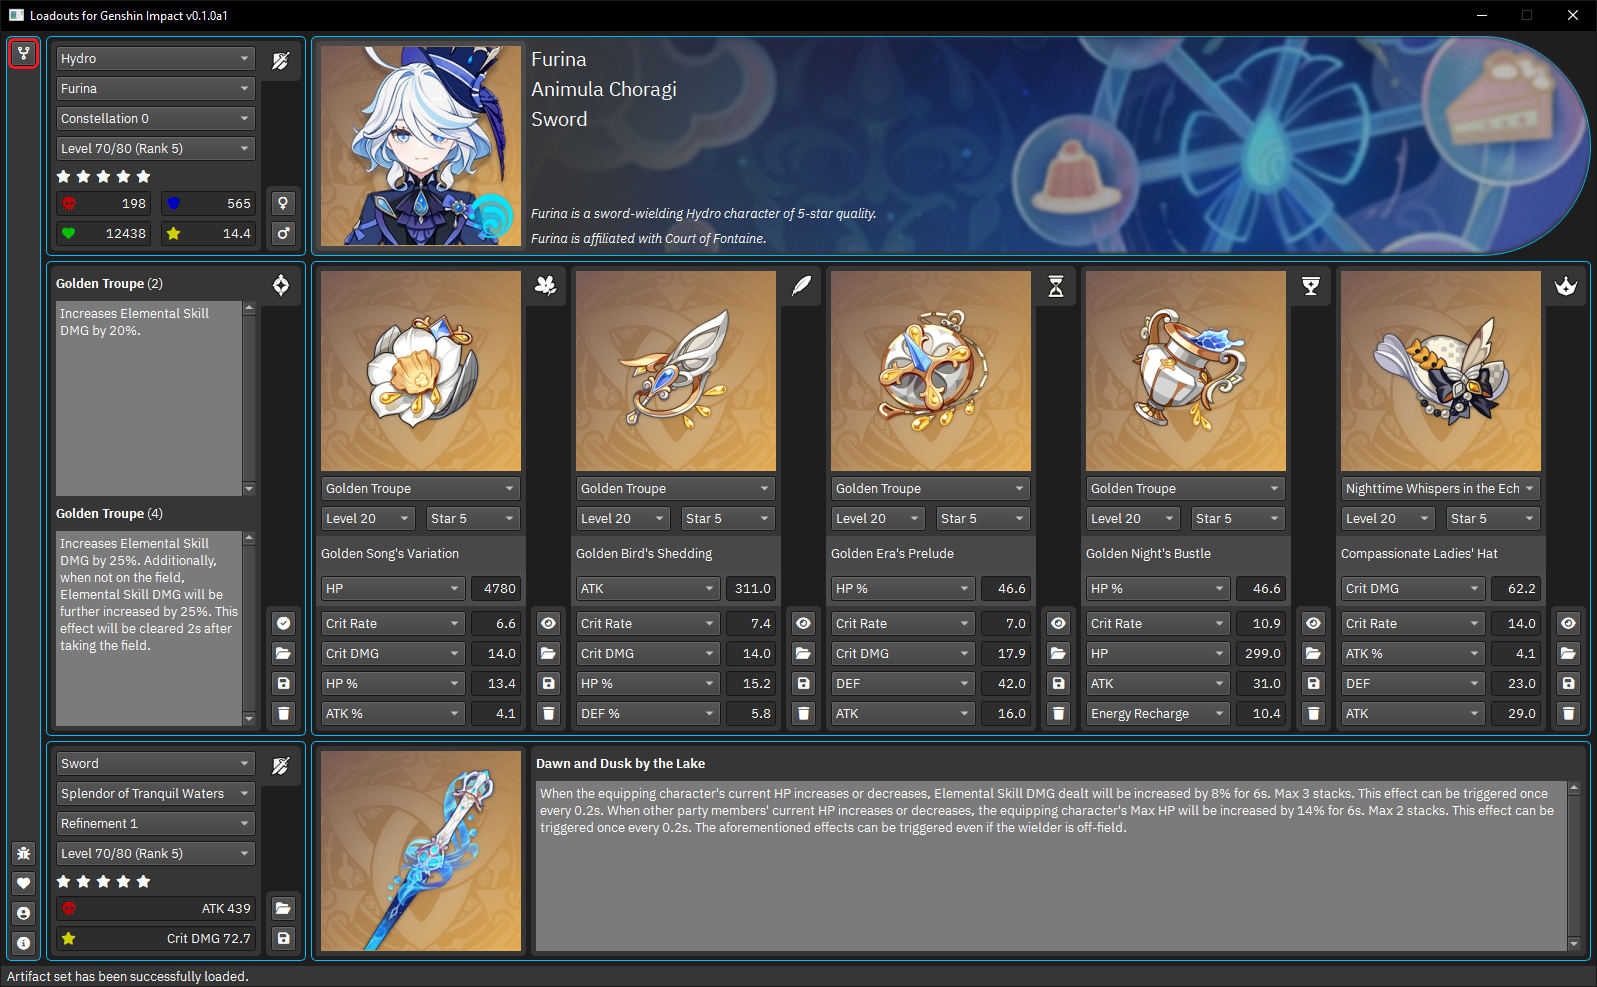 Loadouts for Genshin Impact v0.1.0a1
Hydro
Furina
Constellation 0
Level 70/80 (Rank 5)
198
565
12438
14.4
Furina
Animula Choragi
Sword
Furina is a sword-wielding Hydro character of 5-star quality.
Furina is affiliated with Court of Fontaine.
Golden Troupe (2)
Increases Elemental Skill
DMG by 20%.
Golden Troupe (4)
Increases Elemental Skill
DMG by 25%. Additionally,
when not on the field,
Elemental Skill DMG will be
further increased by 25%. This
effect will be cleared 2s after
taking the field.
Golden Troupe
Level 20
Star 5
Golden Song's Variation
HP
4780
Crit Rate
6.6
Crit DMG
14.0
HP %
13.4
ATK %
4.1
Golden Troupe
Level 20
Star 5
Golden Bird's Shedding
ATK
311.0
Crit Rate
7.4
Crit DMG
14.0
HP %
15.2
DEF %
5.8
Golden Troupe
Level 20
Star 5
Golden Era's Prelude
HP %
46.6
Crit Rate
7.0
Crit DMG
17.9
DEF
42.0
ATK
16.0
Golden Troupe
Level 20
Star 5
Golden Night's Bustle
HP %
46.6
Crit Rate
10.9
HP
299.0
ATK
31.0
Energy Recharge
10.4
Nighttime Whispers in the Ech
Level 20
Star 5
Compassionate Ladies' Hat
Crit DMG
62.2
Crit Rate
14.0
ATK %
4.1
DEF
23.0
ATK
29.0
Sword
Splendor of Tranquil Waters
Refinement 1
Level 70/80 (Rank 5)
ATK 439
Crit DMG 72.7
Dawn and Dusk by the Lake
When the equipping character's current HP increases or decreases, Elemental Skill DMG dealt will be increased by 8% for 6s. Max 3 stacks. This effect can be triggered once
every 0.2s. When other party members' current HP increases or decreases, the equipping character's Max HP will be increased by 14% for 6s. Max 2 stacks. This effect can be
triggered once every 0.2s. The aforementioned effects can be triggered even if the wielder is off-field.
Artifact set has been successfully loaded.